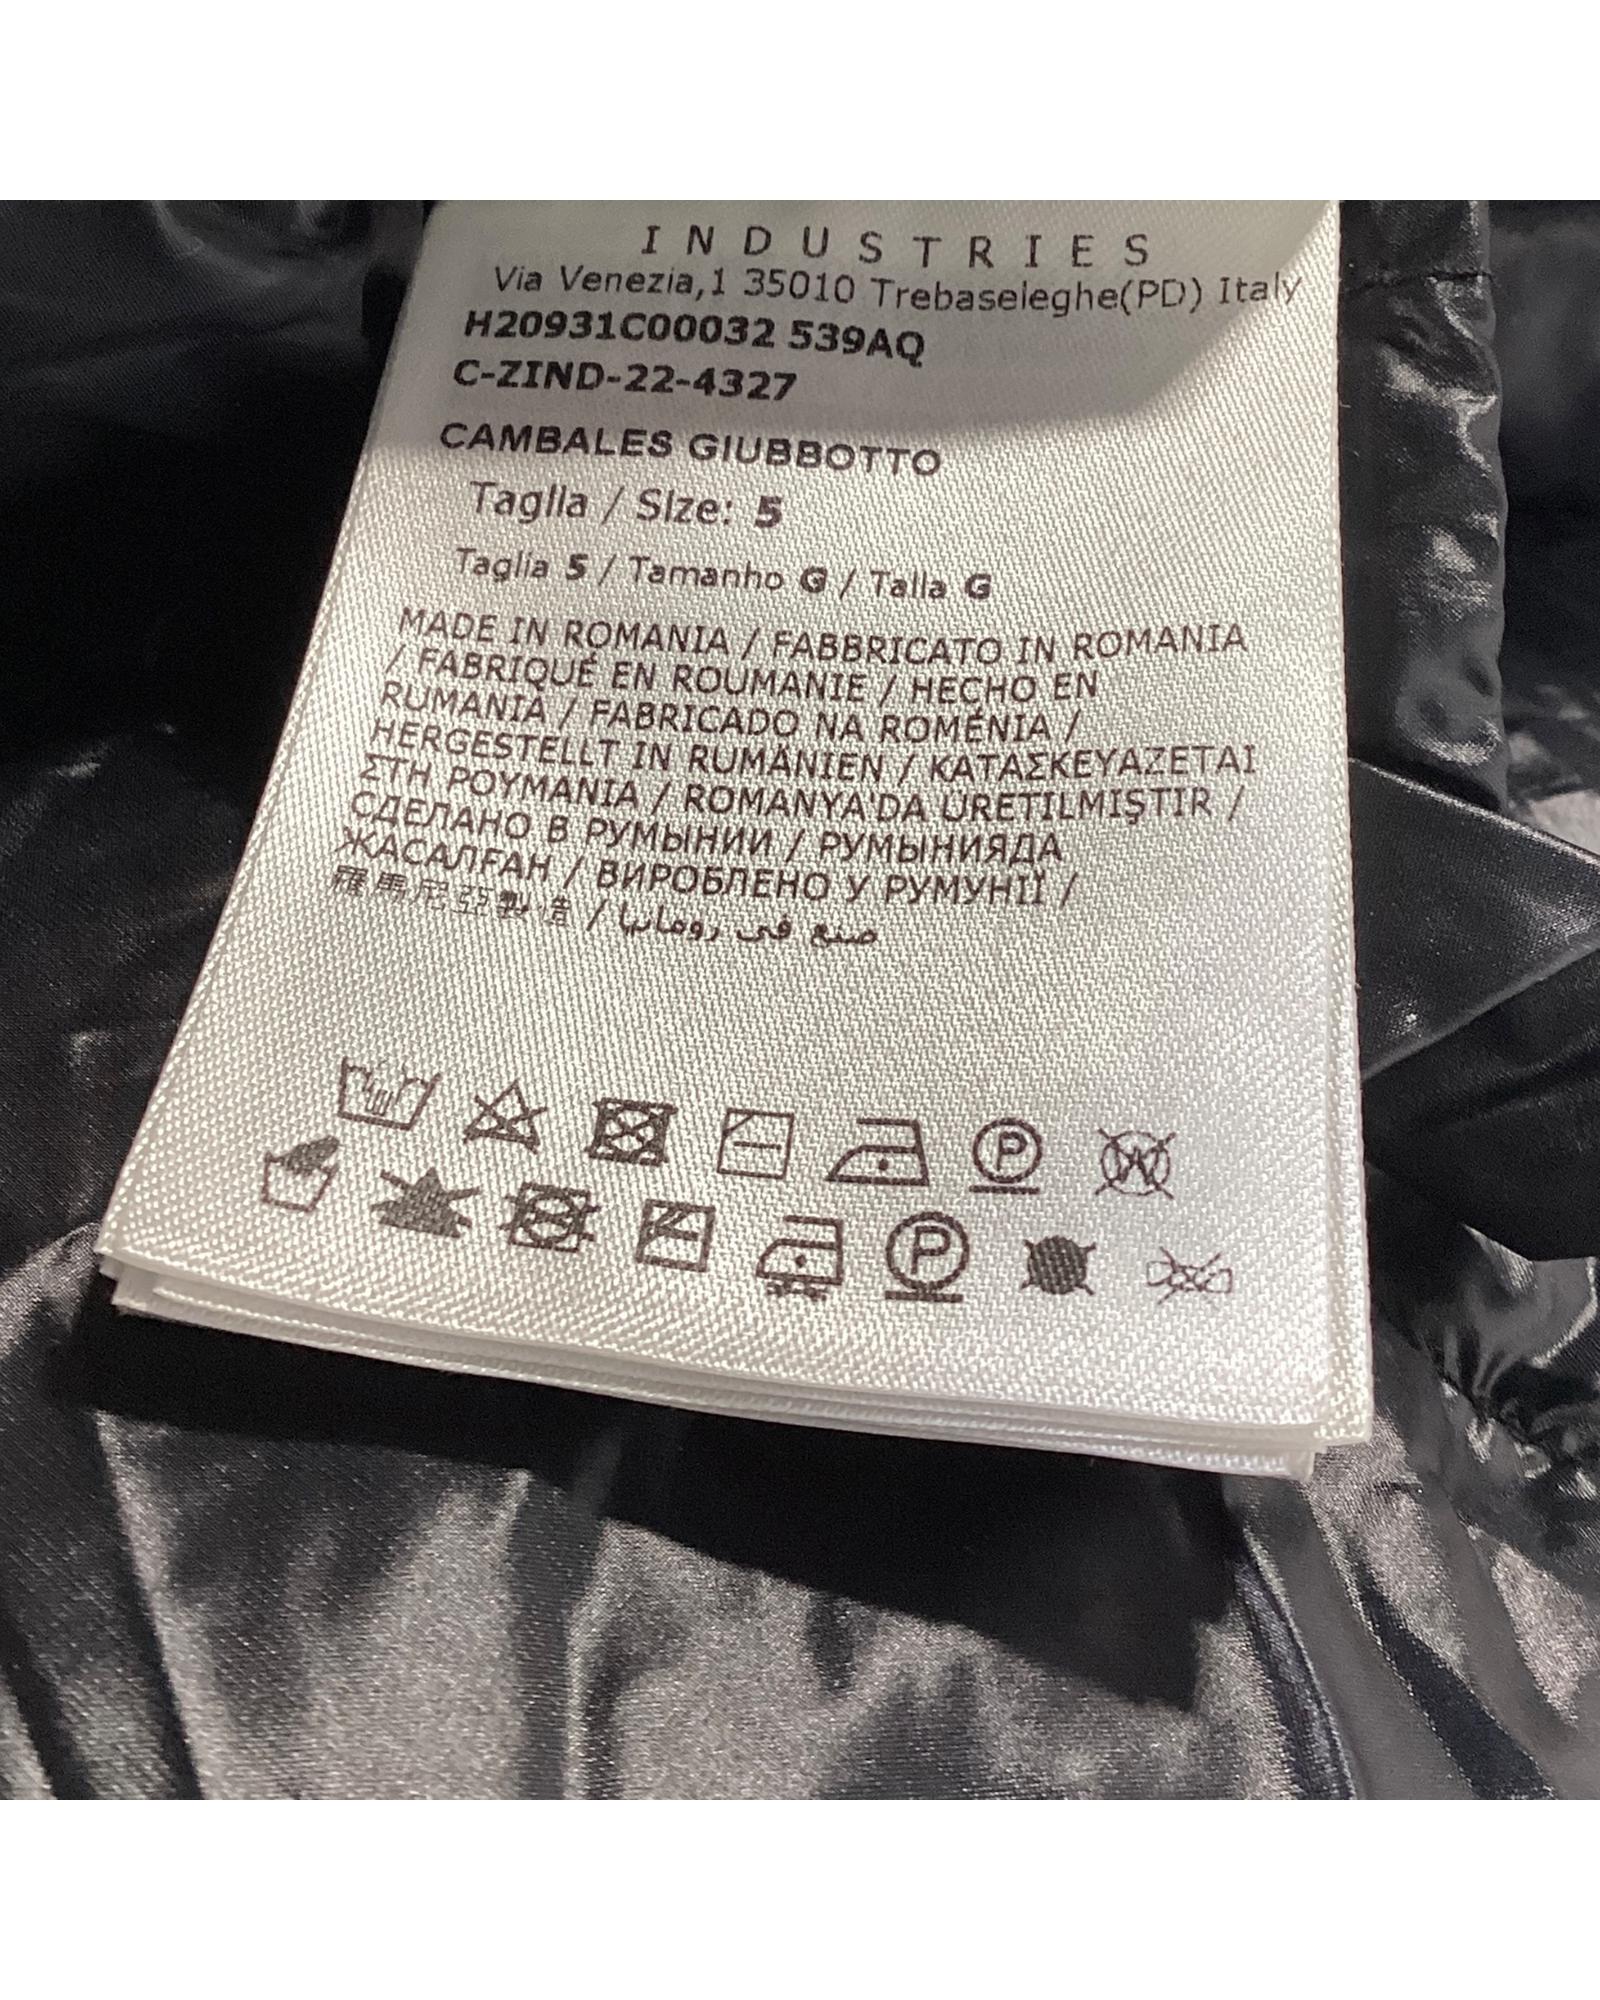 INDUSTRIES
Via Venezia,1 35010 Trebaseleghe(PD) Italy
H20931C00032 539AQ
C-ZIND-22-4327
CAMBALES GIUBBOTTO
Taglia / Size: 5
Taglia 5 / Tamanho G / Talla G
MADE IN ROMANIA / FABBRICATO IN ROMANIA
/ FABRIQUÉ EN ROUMANIE / HECHO EN
RUMANIA / FABRICADO NA ROMÉNIA /
HERGESTELLT IN RUMÄNIEN / ΚΑΤΑΣΚΕΥΑΖΕΤΑΙ
ΣΤΗ ΡΟΥΜΑΝΙΑ / ROMANYA'DA ÜRETILMIŞTIR /
СДЕЛАНО В РУМЫНИИ / РУМЫНИЯДА
ЖАСАЛҒАН / ВИРОБЛЕНО У РУМУНІЇ /
羅馬尼亞製造 / صنع في رومانيا
P W
P